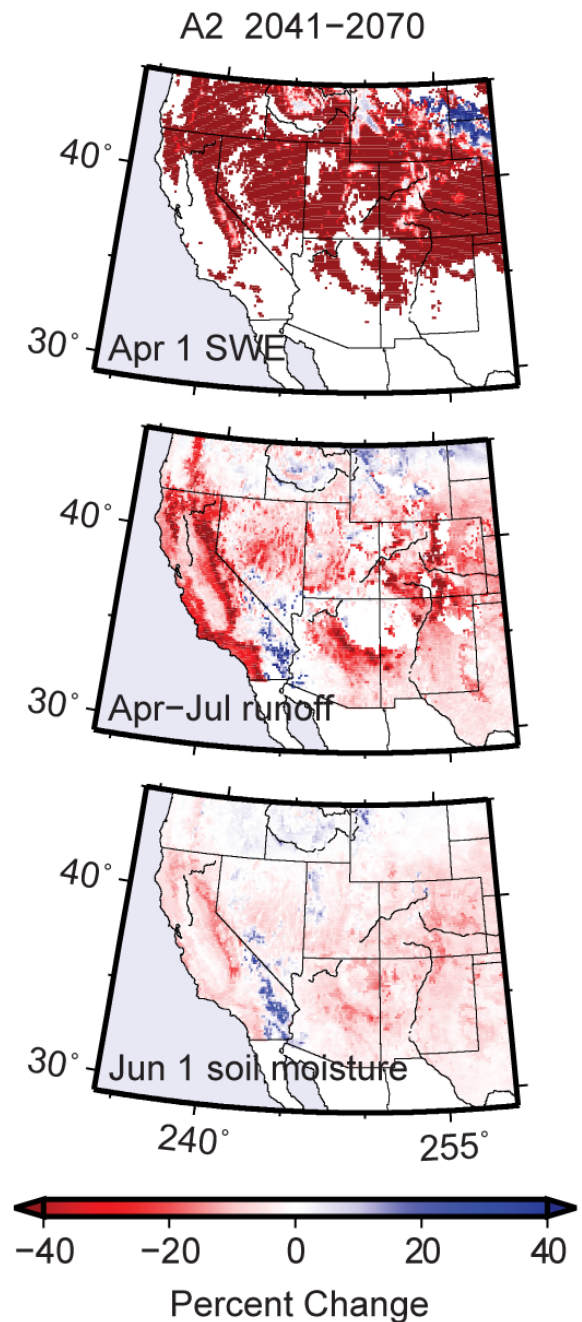 A2 2041−2070
40°
30°
Apr 1 SWE
40°
30°
Apr−Jul runoff
40°
30°
Jun 1 soil moisture
240°
255°
−40 −20 0 20 40
Percent Change